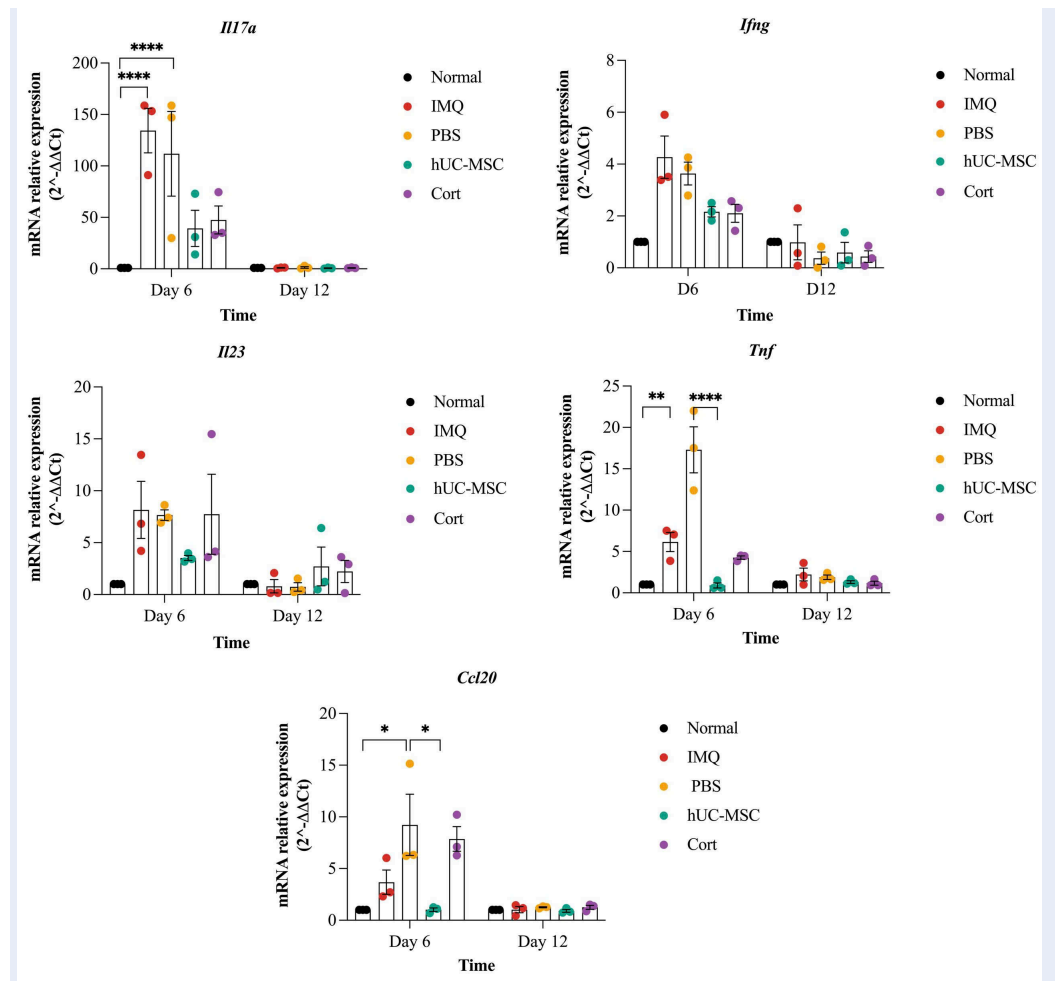 Il17a
mRNA relative expression
(2^-ΔΔCt)
200
150
100
50
0
****
****
Day 6
Day 12
Time
Normal
IMQ
PBS
hUC-MSC
Cort
Ifng
mRNA relative expression
(2^-ΔΔCt)
8
6
4
2
0
D6
D12
Time
Normal
IMQ
PBS
hUC-MSC
Cort
Il23
mRNA relative expression
(2^-ΔΔCt)
20
15
10
5
0
Day 6
Day 12
Time
Normal
IMQ
PBS
hUC-MSC
Cort
Tnf
mRNA relative expression
(2^-ΔΔCt)
25
20
15
10
5
0
**
****
Day 6
Day 12
Time
Normal
IMQ
PBS
hUC-MSC
Cort
Ccl20
mRNA relative expression
(2^-ΔΔCt)
20
15
10
5
0
*
*
Day 6
Day 12
Time
Normal
IMQ
PBS
hUC-MSC
Cort